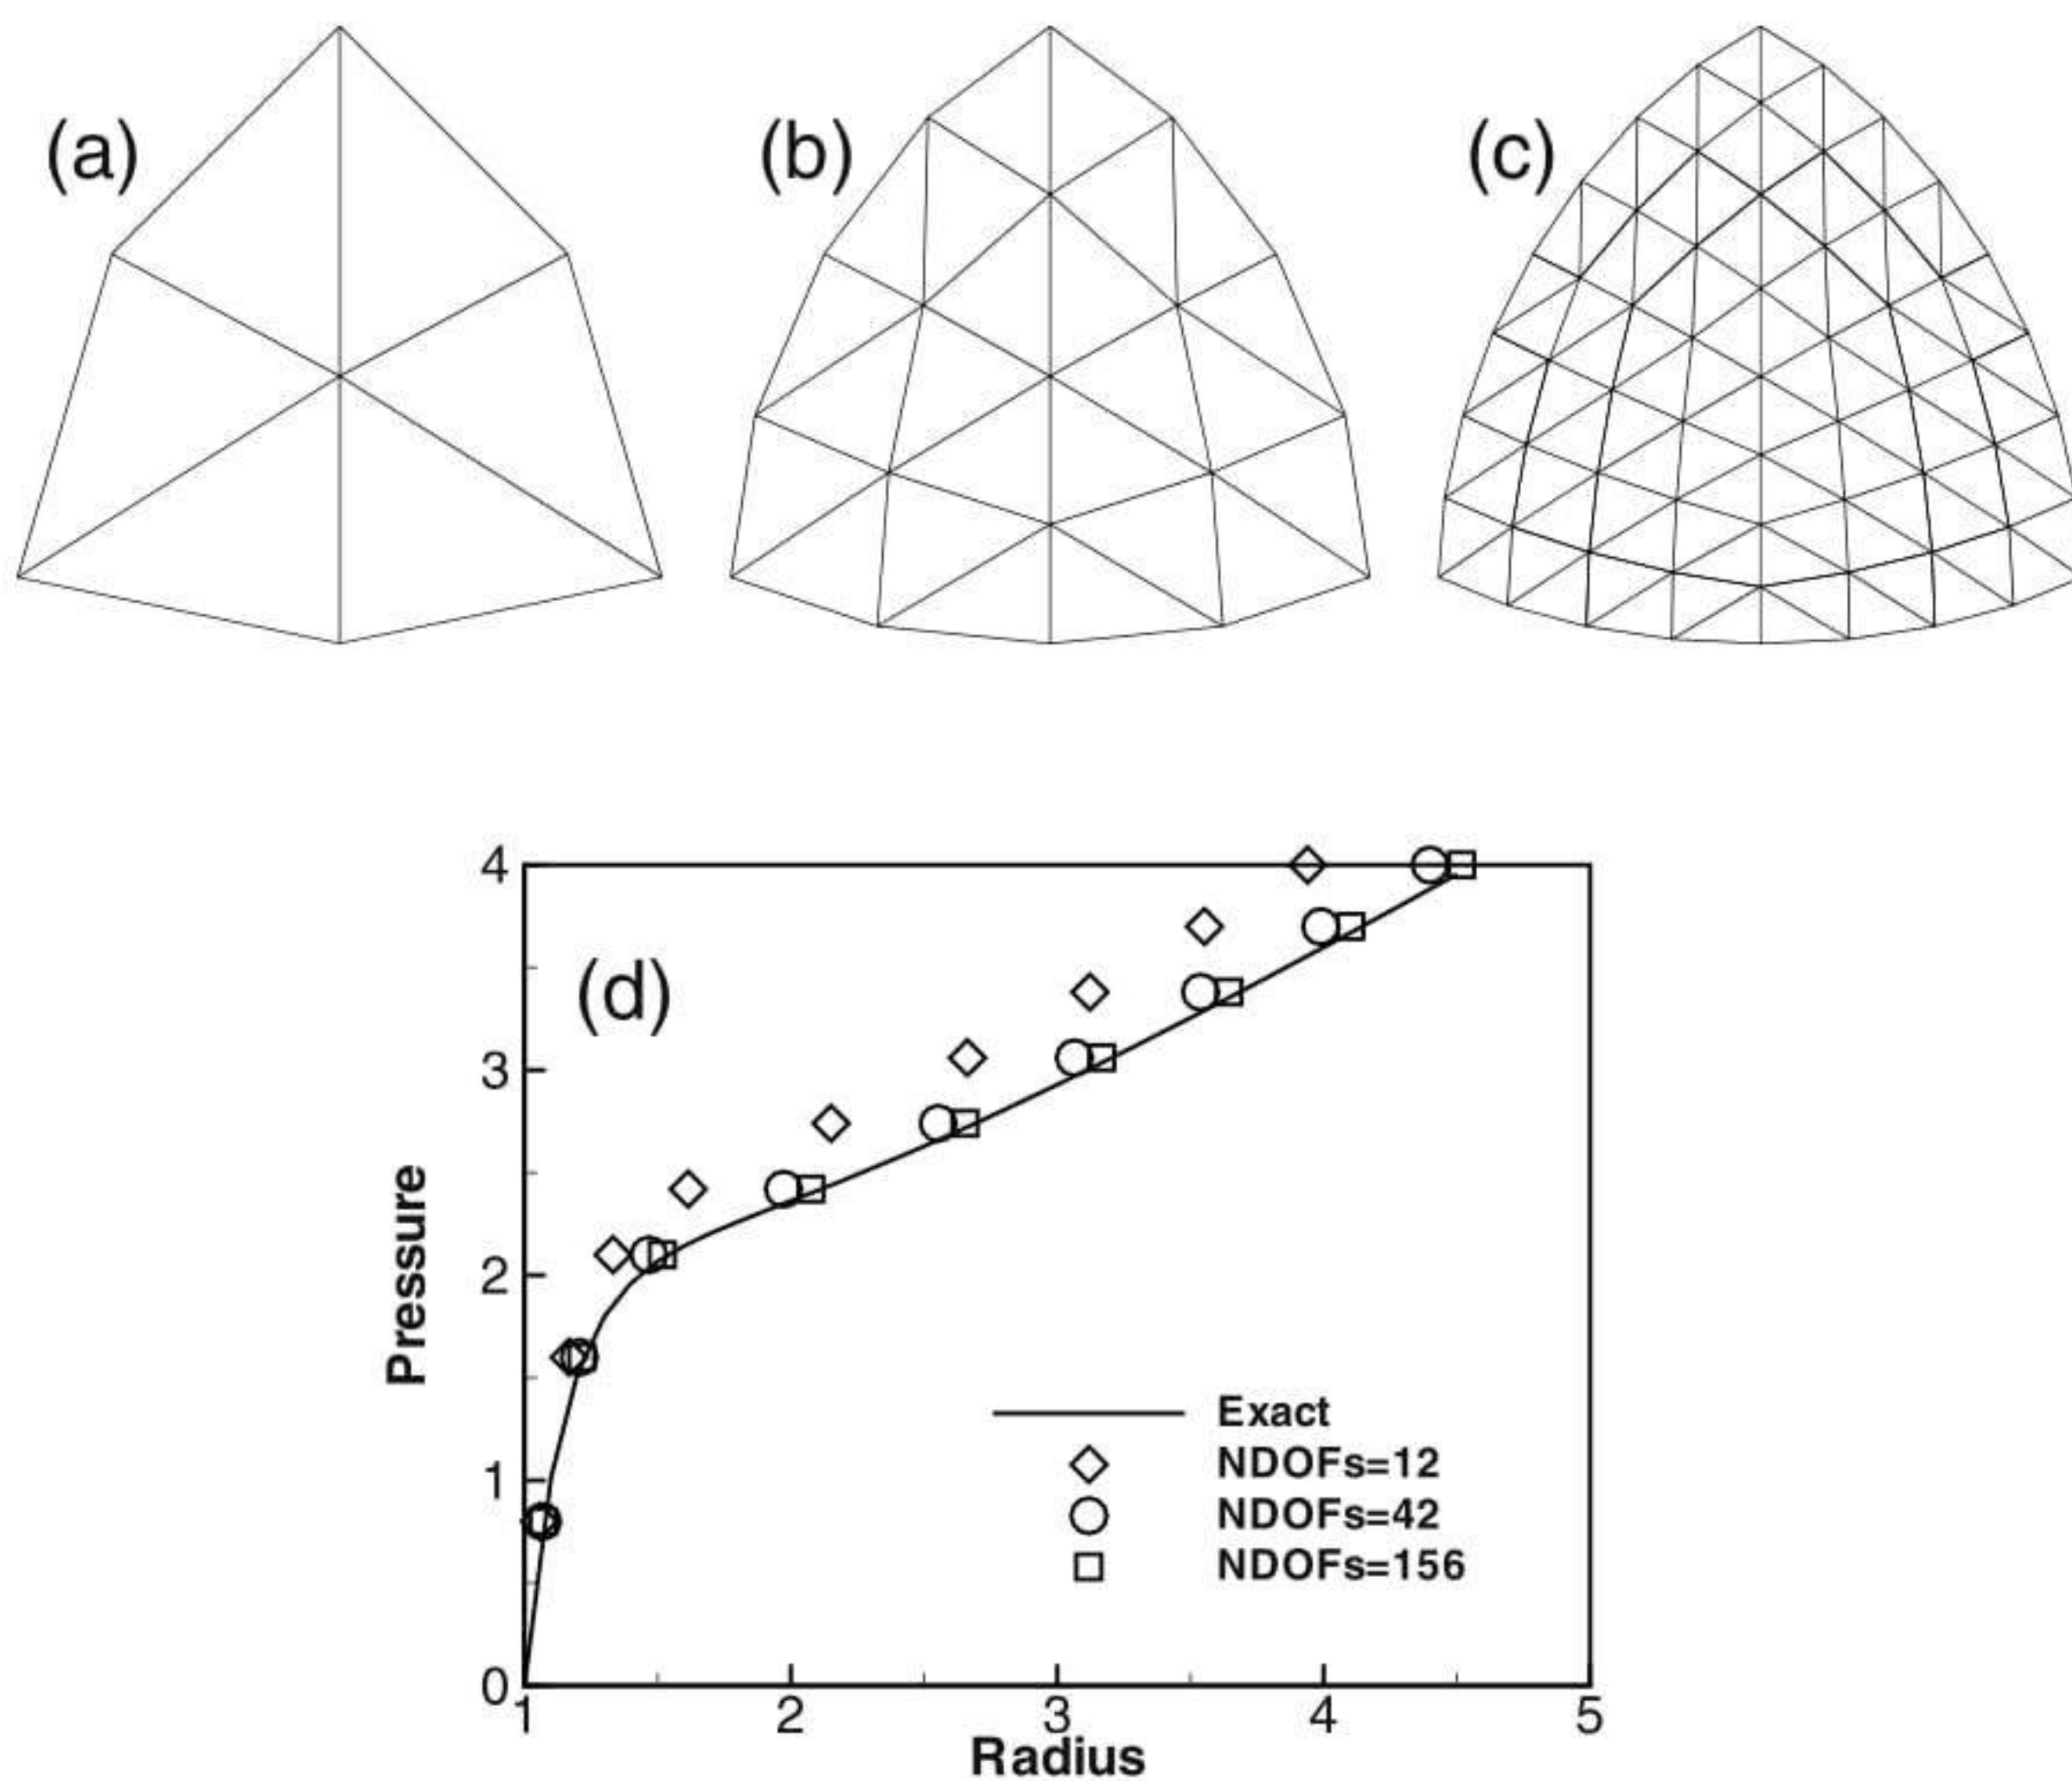 (a)
(b)
(c)
(d)
4
3
2
1
0
Pressure
Exact
NDOFs=12
NDOFs=42
NDOFs=156
1 2 3 4 5
Radius